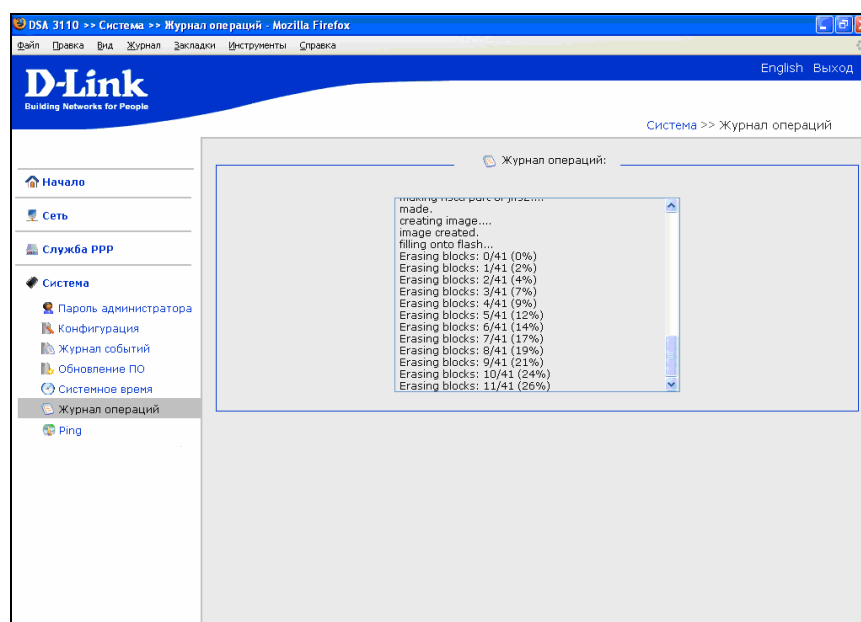 DSA 3110 >> Система >> Журнал операций - Mozilla Firefox
Файл Правка Вид Журнал Закладки Инструменты Справка
English Выход
D-Link
Building Networks for People
Система >> Журнал операций
Журнал операций:
Начало
Сеть
Служба PPP
Система
Пароль администратора
Конфигурация
Журнал событий
Обновление ПО
Системное время
Журнал операций
Ping
made.
creating image....
image created.
filling onto flash...
Erasing blocks: 0/41 (0%)
Erasing blocks: 1/41 (2%)
Erasing blocks: 2/41 (4%)
Erasing blocks: 3/41 (7%)
Erasing blocks: 4/41 (9%)
Erasing blocks: 5/41 (12%)
Erasing blocks: 6/41 (14%)
Erasing blocks: 7/41 (17%)
Erasing blocks: 8/41 (19%)
Erasing blocks: 9/41 (21%)
Erasing blocks: 10/41 (24%)
Erasing blocks: 11/41 (26%)